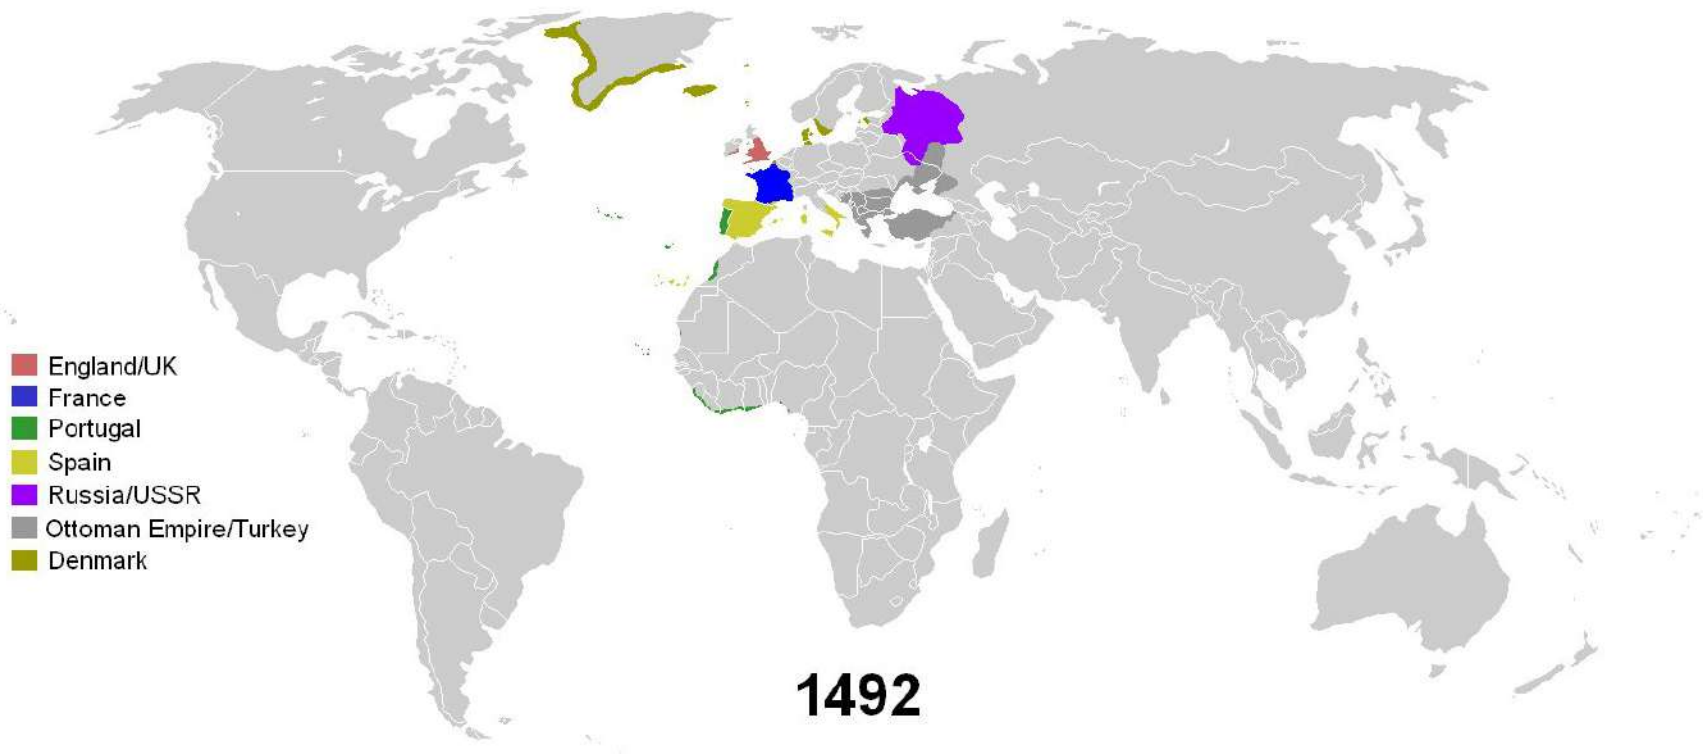 England/UK
France
Portugal
Spain
Russia/USSR
Ottoman Empire/Turkey
Denmark
1492